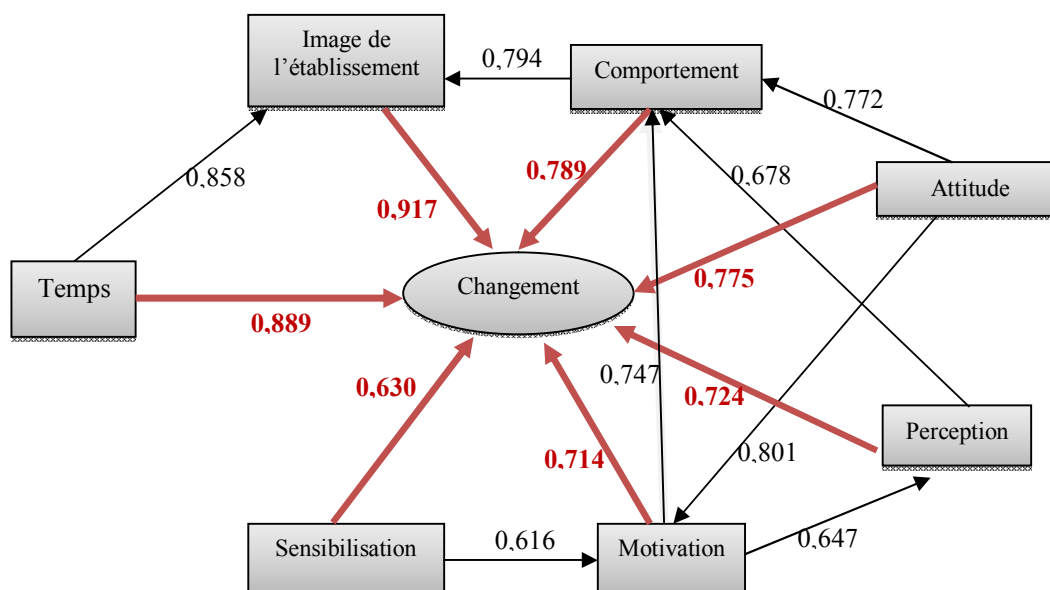 Image de
l'établissement
0,794
Comportement
0,772
0,858
0,789
0,678
Attitude
0,917
Temps
Changement
0,775
0,889
0,630
0,747
0,724
Perception
0,714
0,801
Sensibilisation
0,616
Motivation
0,647